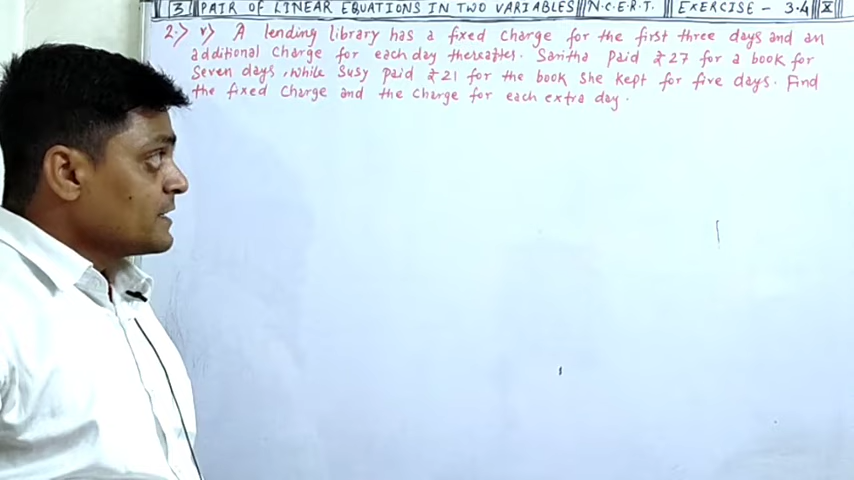 3 PAIR OF LINEAR EQUATIONS IN TWO VARIABLES N.C.E.R.T. EXERCISE - 3.4 X
2.> v> A lending library has a fixed charge for the first three days and an
additional charge for each day thereafter. Saritha paid ₹27 for a book for
Seven days, while Susy paid ₹21 for the book she kept for five days. Find
the fixed charge and the charge for each extra day.